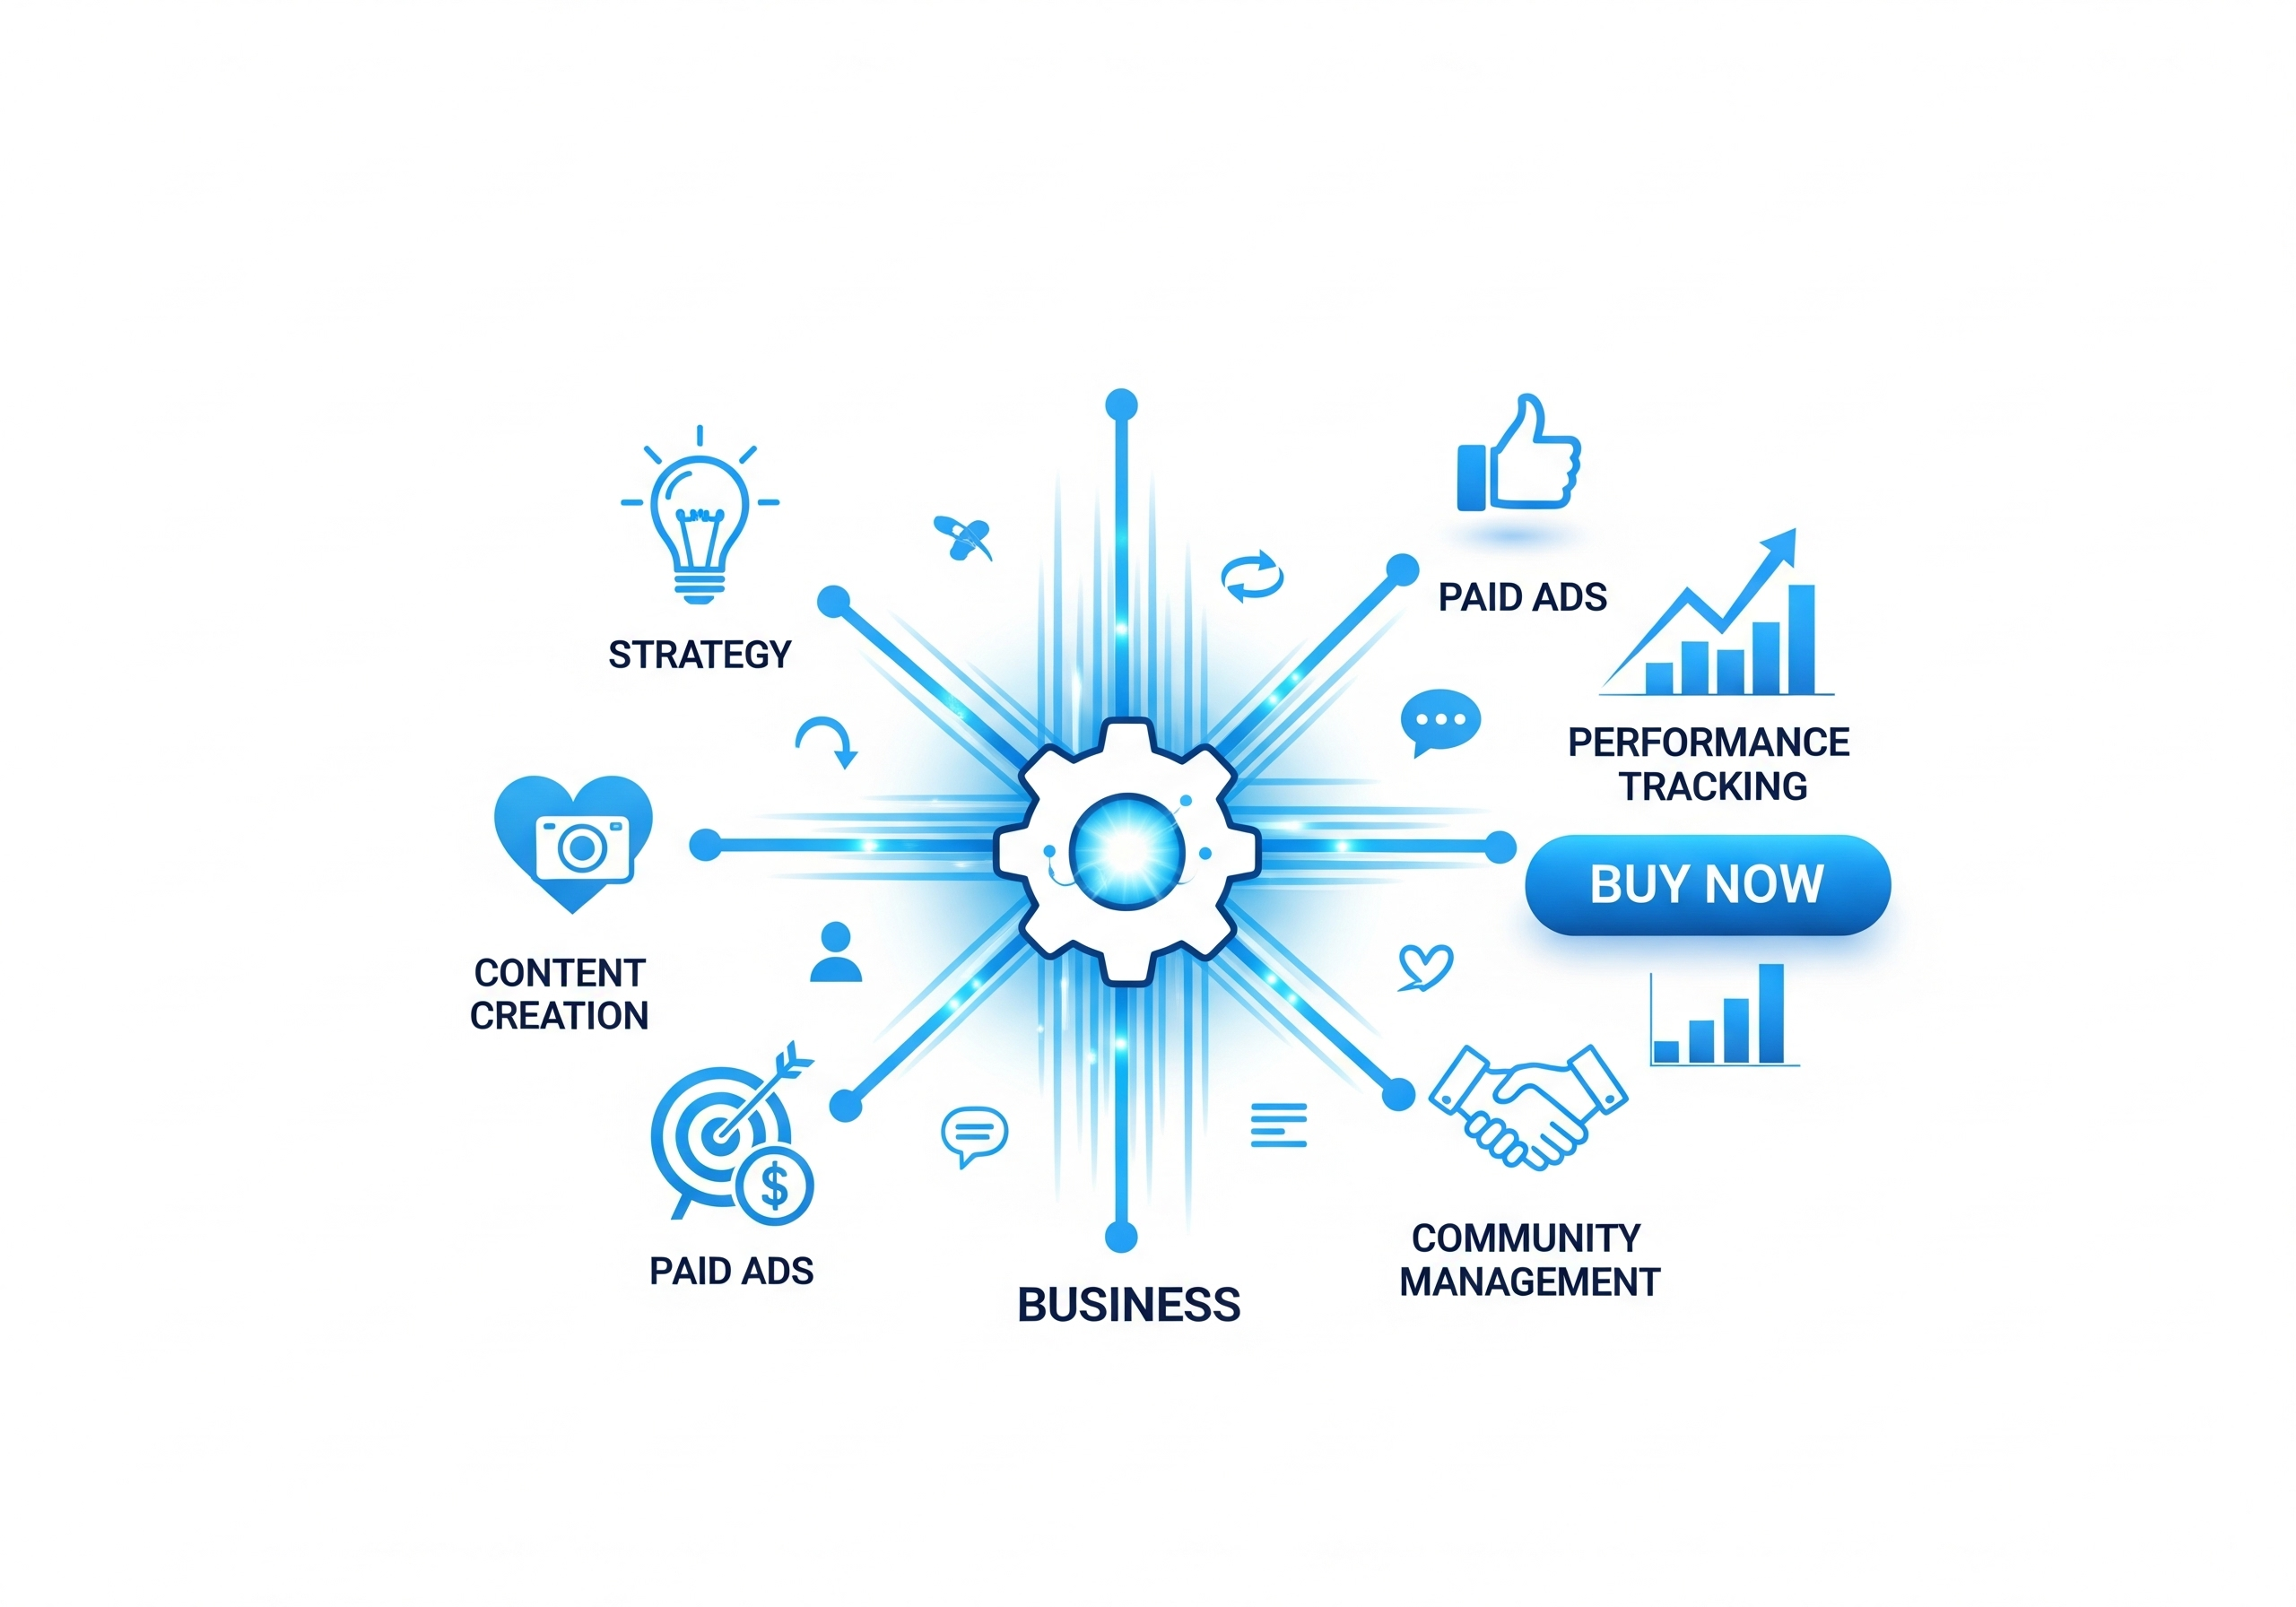 STRATEGY
PAID ADS
PERFORMANCE
TRACKING
BUY NOW
CONTENT
CREATION
$
PAID ADS
BUSINESS
COMMUNITY
MANAGEMENT